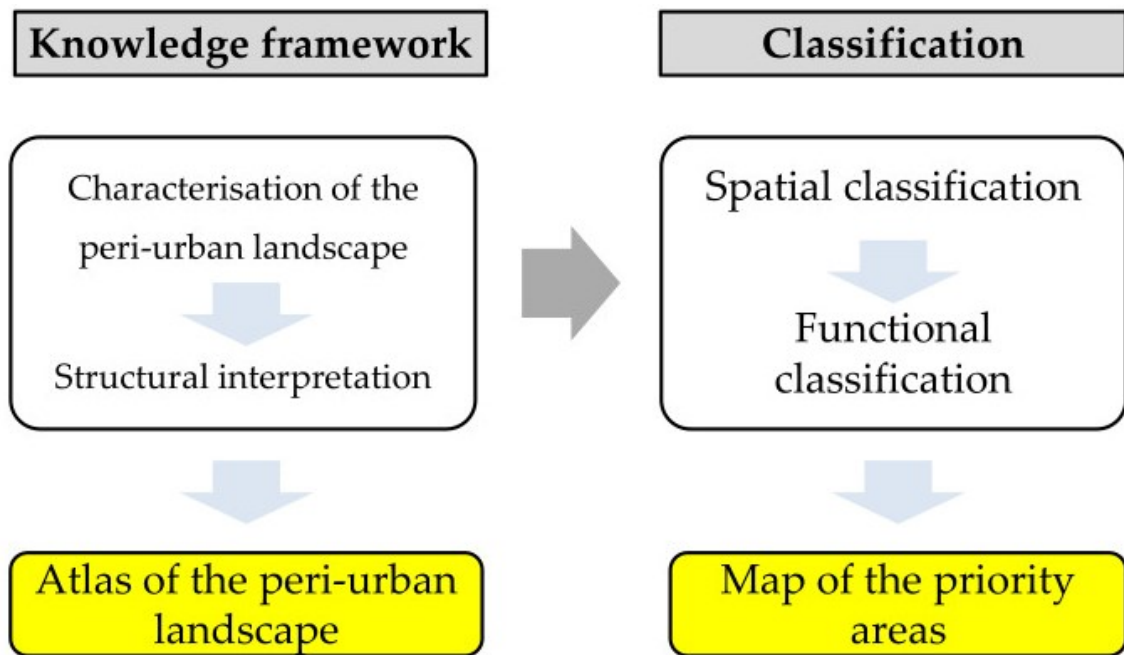 Knowledge framework
Characterisation of the
peri-urban landscape
Structural interpretation
Atlas of the peri-urban
landscape
Classification
Spatial classification
Functional
classification
Map of the priority
areas